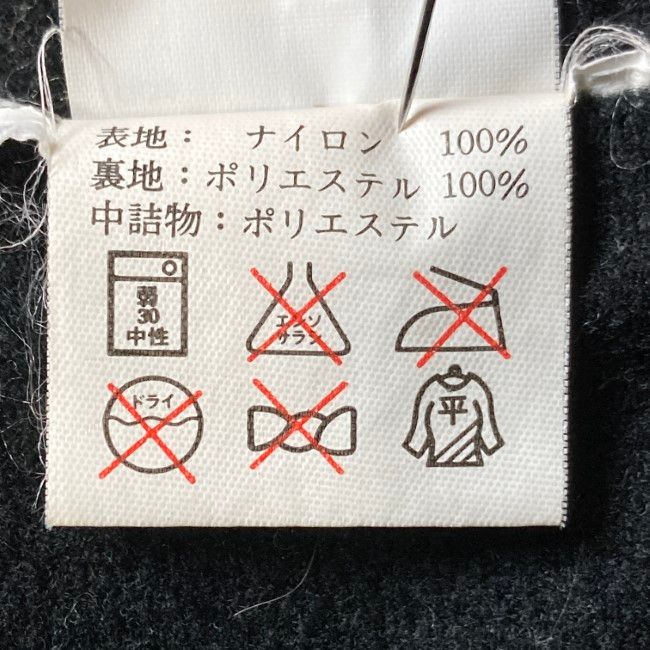 表地： ナイロン 100%
裏地：ポリエステル 100%
中詰物：ポリエステル
弱
30
中性
エンソ
サラシ
ドライ
平